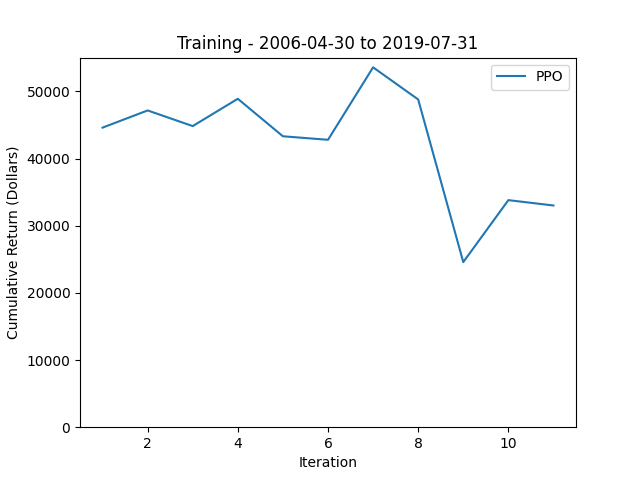 Training - 2006-04-30 to 2019-07-31
PPO
Cumulative Return (Dollars)
50000
40000
30000
20000
10000
0
2 4 6 8 10
Iteration